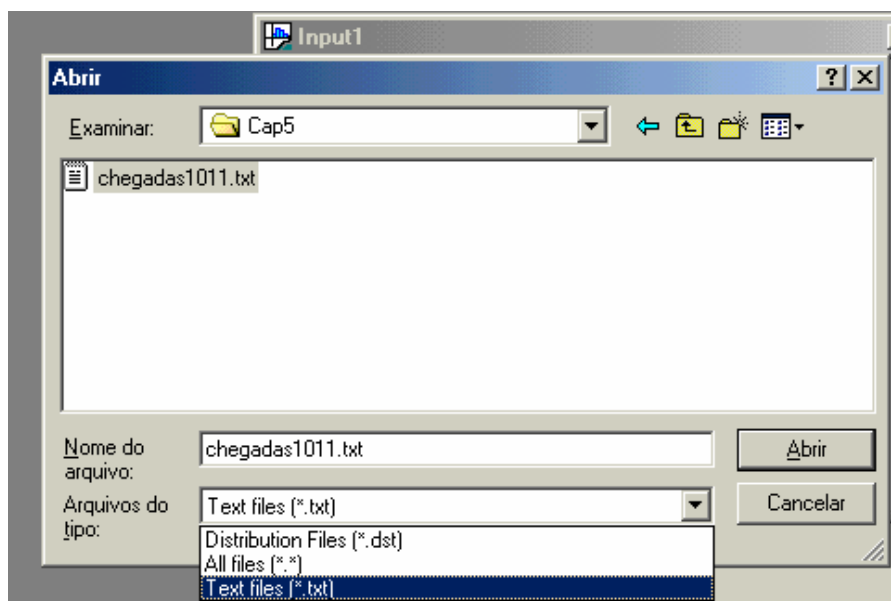 Input1
Abrir
Examinar:
Cap5
chegadas1011.txt
Nome do
arquivo:
chegadas1011.txt
Abrir
Arquivos do
tipo:
Text files (*.txt)
Cancelar
Distribution Files (*.dst)
All files (*.*)
Text files (*.txt)